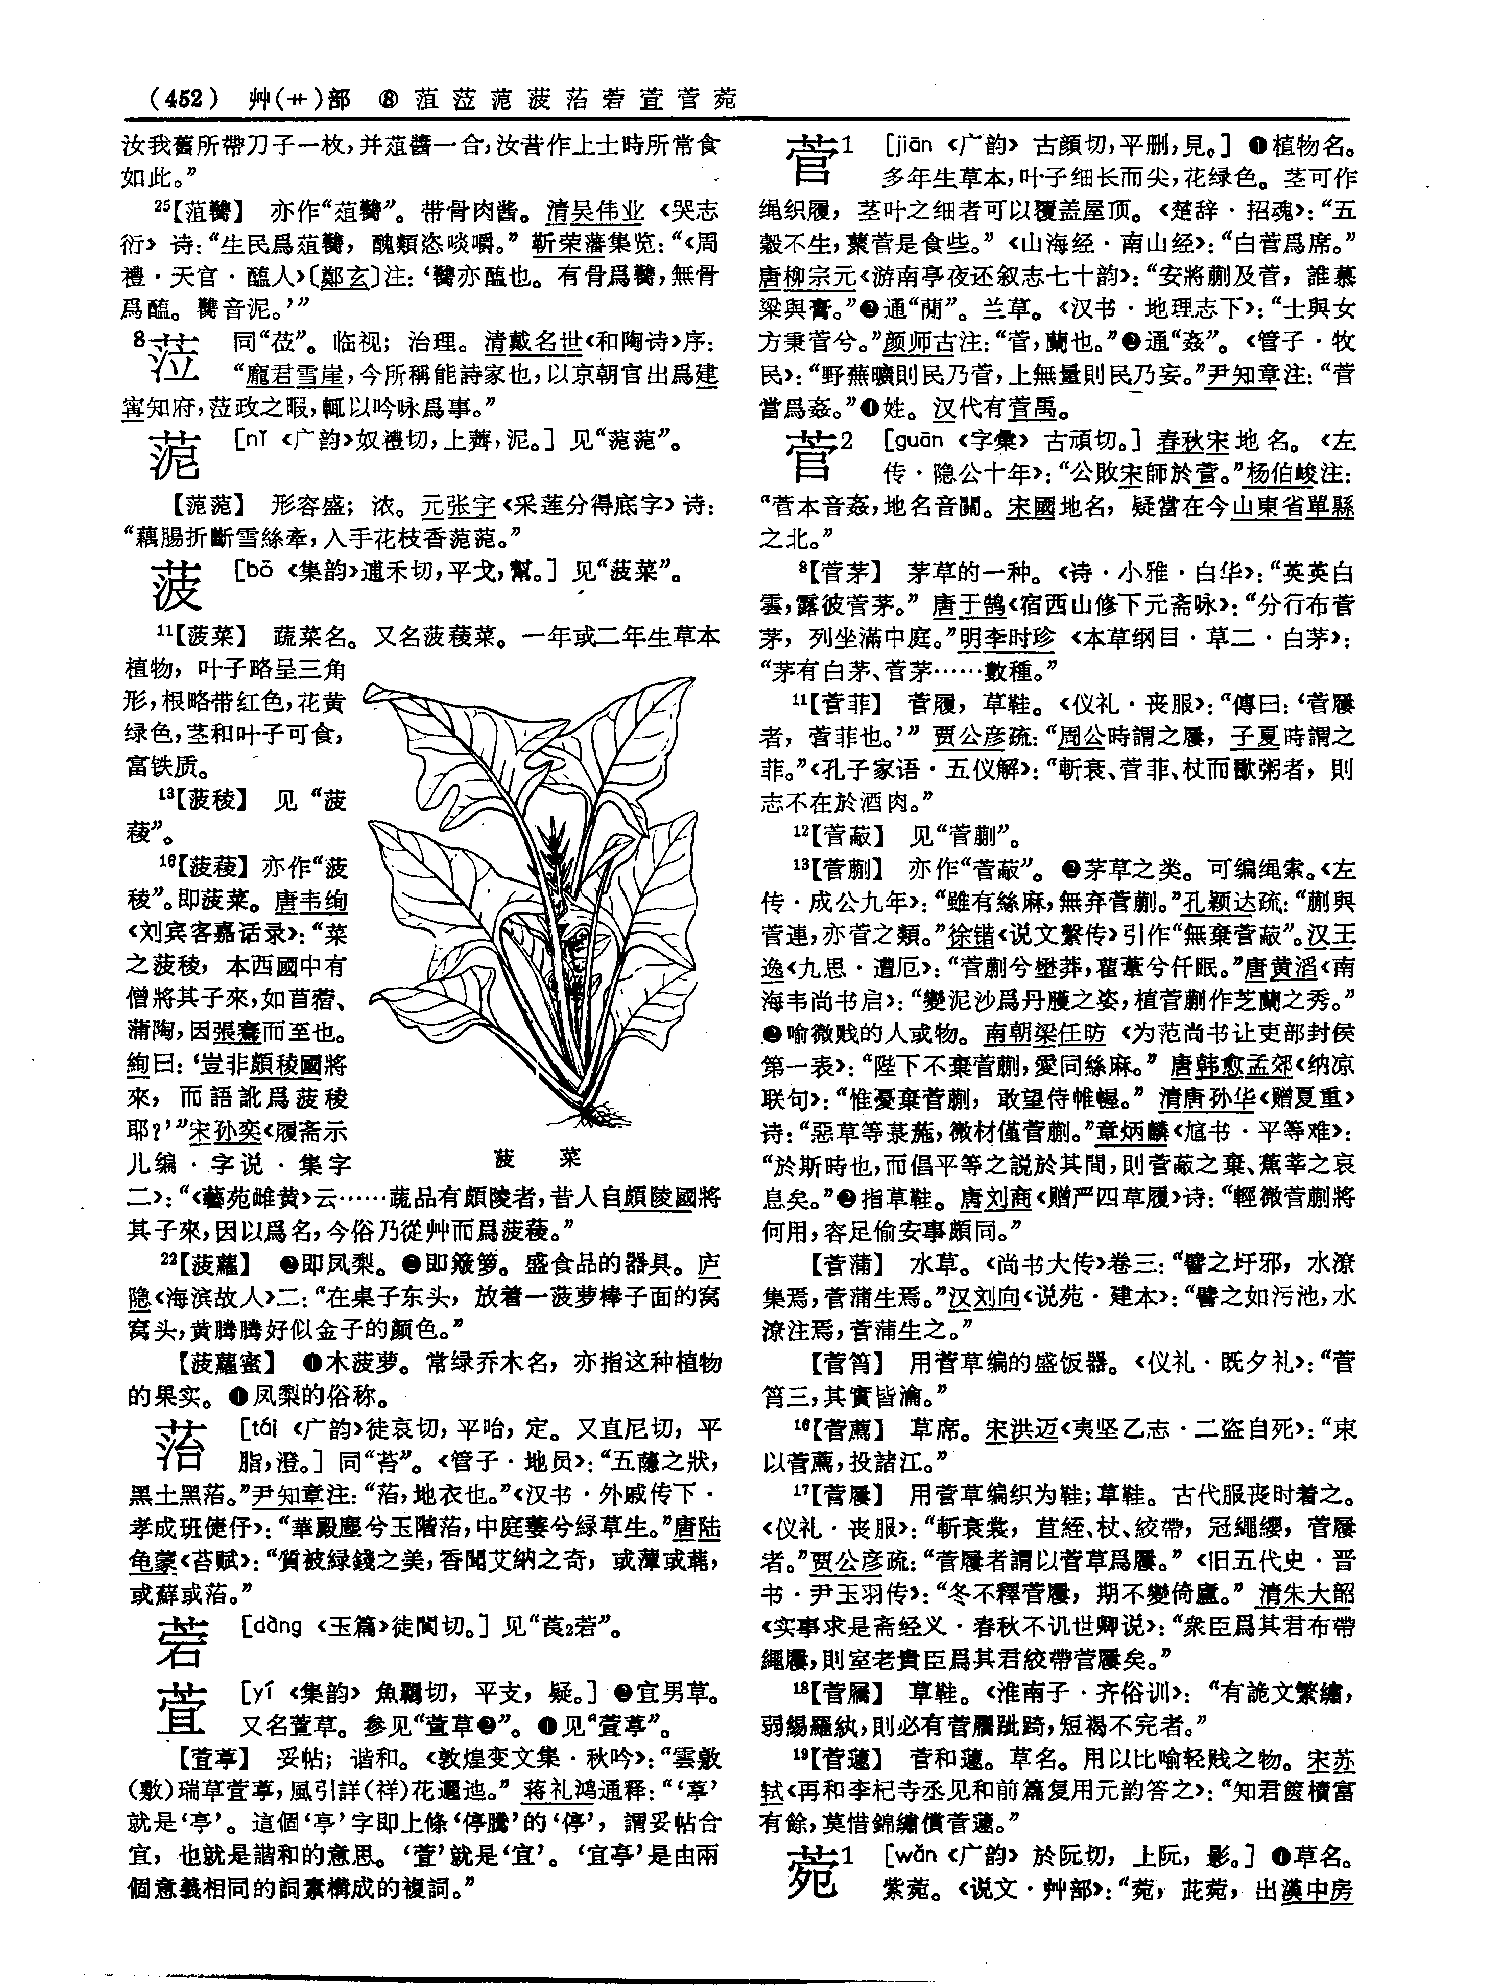 (452) 艸(艹)部 ⑧ 菹蒞萢菠菭菪萓菅菀
汝我舊所帶刀子一枚，并葅醬一合，汝昔作上士時所常食
如此。”
25【菹臡】 亦作“葅臡”。带骨肉酱。清吴伟业《哭志
衍》诗：“生民爲葅臡，醜類恣啖嚼。”靳荣藩集览：“《周
禮·天官·醢人》〔鄭玄〕注：‘臡亦醢也。有骨爲臡，無骨
爲醢。臡音泥。’”
8蒞 同“莅”。临视；治理。清戴名世《和陶诗》序：
“龐君雪崖，今所稱能詩家也，以京朝官出爲建
寧知府，蒞政之暇，輒以吟咏爲事。”
苨 [nǐ《广韵》奴禮切，上薺，泥。] 见“苨苨”。
【苨苨】 形容盛；浓。元张宇《采莲分得底字》诗：
“藕腸折斷雪絲牽，入手花枝香苨苨。”
菠 [bō《集韵》逋禾切，平戈，幫。] 见“菠菜”。
11【菠菜】 蔬菜名。又名菠薐菜。一年或二年生草本
植物，叶子略呈三角
形，根略带红色，花黄
绿色，茎和叶子可食，
富铁质。
13【菠稜】 见“菠
薐”。
16【菠薐】 亦作“菠
稜”。即菠菜。唐韦绚
《刘宾客嘉话录》：“菜
之菠稜，本西國中有
僧將其子來，如苜蓿、
蒲陶，因張騫而至也。
絢曰：‘豈非頗稜國將
來，而語訛爲菠稜
耶？’”宋孙奕《履斋示
儿编·字说·集字
菠 菜
二》：“《藝苑雌黄》云……蔬品有頗陵者，昔人自頗陵國將
其子來，因以爲名，今俗乃從艸而爲菠薐。”
22【菠蘿】 ❶即凤梨。❷即簸箩。盛食品的器具。庐
隐《海滨故人》二：“在桌子东头，放着一菠萝棒子面的窝
窝头，黄腾腾好似金子的颜色。”
【菠蘿蜜】 ❶木菠萝。常绿乔木名，亦指这种植物
的果实。❷凤梨的俗称。
菭 [tái《广韵》徒哀切，平咍，定。又直尼切，平
脂，澄。] 同“苔”。《管子·地员》：“五蘟之狀，
黑土黑菭。”尹知章注：“菭，地衣也。”《汉书·外戚传下·
孝成班倢伃》：“華殿塵兮玉階菭，中庭萋兮緑草生。”唐陆
龟蒙《苔赋》：“質被緑錢之美，香聞艾納之奇，或藫或蘿，
或蘚或菭。”
菪 [dàng《玉篇》徒閬切。] 见“莨2菪”。
萓 [yí《集韵》魚羈切，平支，疑。] ❶宜男草。
又名萱草。参见“萱草❶”。❷见“萓葶”。
【萓葶】 妥帖；谐和。《敦煌变文集·秋吟》：“雲敷
(敷)瑞草萓葶，風引詳(祥)花邐迆。”蒋礼鸿通释：“‘葶’
就是‘亭’。這個‘亭’字即上條‘停騰’的‘停’，謂妥帖合
宜，也就是諧和的意思。‘萓’就是‘宜’。‘宜亭’是由兩
個意義相同的詞素構成的複詞。”
菅1 [jiān《广韵》古顔切，平删，見。] ❶植物名。
多年生草本，叶子细长而尖，花绿色。茎可作
绳织履，茎叶之细者可以覆盖屋顶。《楚辞·招魂》：“五
穀不生，藂菅是食些。”《山海经·南山经》：“白菅爲席。”
唐柳宗元《游南亭夜还叙志七十韵》：“安將蒯及菅，誰慕
粱與膏。”❷通“蕑”。兰草。《汉书·地理志下》：“士與女
方秉菅兮。”颜师古注：“菅，蘭也。”❸通“姦”。《管子·牧
民》：“野蕪曠則民乃菅，上無量則民乃妄。”尹知章注：“菅
當爲姦。”❹姓。汉代有菅禹。
菅2 [guān《字彙》古頑切。] 春秋宋地名。《左
传·隐公十年》：“公敗宋師於菅。”杨伯峻注：
“菅本音姦，地名音關。宋國地名，疑當在今山東省單縣
之北。”
8【菅茅】 茅草的一种。《诗·小雅·白华》：“英英白
雲，露彼菅茅。”唐于鹄《宿西山修下元斋咏》：“分行布菅
茅，列坐滿中庭。”明李时珍《本草纲目·草二·白茅》：
“茅有白茅、菅茅……數種。”
11【菅菲】 菅履，草鞋。《仪礼·丧服》：“傳曰：‘菅屨
者，菅菲也。’”贾公彦疏：“周公時謂之屨，子夏時謂之
菲。”《孔子家语·五仪解》：“斬衰、菅菲、杖而歠粥者，則
志不在於酒肉。”
12【菅蔽】 见“菅蒯”。
13【菅蒯】 亦作“菅蔽”。❶茅草之类。可编绳索。《左
传·成公九年》：“雖有絲麻，無弃菅蒯。”孔颖达疏：“蒯與
菅連，亦菅之類。”徐锴《说文繫传》引作“無棄菅蔽”。汉王
逸《九思·遭厄》：“菅蒯兮壄莽，雚葦兮仟眠。”唐黄滔《南
海韦尚书启》：“變泥沙爲丹雘之姿，植菅蒯作芝蘭之秀。”
❷喻微贱的人或物。南朝梁任昉《为范尚书让吏部封侯
第一表》：“陛下不棄菅蒯，愛同絲麻。”唐韩愈孟郊《纳凉
联句》：“惟憂棄菅蒯，敢望侍帷幄。”清唐孙华《赠夏重》
诗：“惡草等菉葹，微材僅菅蒯。”章炳麟《訄书·平等难》：
“於斯時也，而倡平等之説於其間，則菅蔽之棄、蕉莘之哀
息矣。”❸指草鞋。唐刘商《赠严四草履》诗：“輕微菅蒯將
何用，容足偷安事頗同。”
【菅蒲】 水草。《尚书大传》卷三：“譬之圩邪，水潦
集焉，菅蒲生焉。”汉刘向《说苑·建本》：“譬之如污池，水
潦注焉，菅蒲生之。”
【菅筲】 用菅草编的盛饭器。《仪礼·既夕礼》：“菅
筲三，其實皆瀹。”
16【菅薦】 草席。宋洪迈《夷坚乙志·二盗自死》：“束
以菅薦，投諸江。”
17【菅屨】 用菅草编织为鞋；草鞋。古代服丧时着之。
《仪礼·丧服》：“斬衰裳，苴絰、杖、絞帶，冠繩纓，菅屨
者。”贾公彦疏：“菅屨者謂以菅草爲屨。”《旧五代史·晋
书·尹玉羽传》：“冬不釋菅屨，期不變倚廬。”清朱大韶
《实事求是斋经义·春秋不讥世卿说》：“衆臣爲其君布帶
繩屨，則室老貴臣爲其君絞帶菅屨矣。”
18【菅屩】 草鞋。《淮南子·齐俗训》：“有詭文繁繡，
弱緆羅紈，則必有菅屩跐踦，短褐不完者。”
19【菅藘】 菅和藘。草名。用以比喻轻贱之物。宋苏
轼《再和李杞寺丞见和前篇复用元韵答之》：“知君篋櫝富
有餘，莫惜錦繡償菅藘。”
菀1 [wǎn《广韵》於阮切，上阮，影。] ❶草名。
紫菀。《说文·艸部》：“菀，茈菀，出漢中房